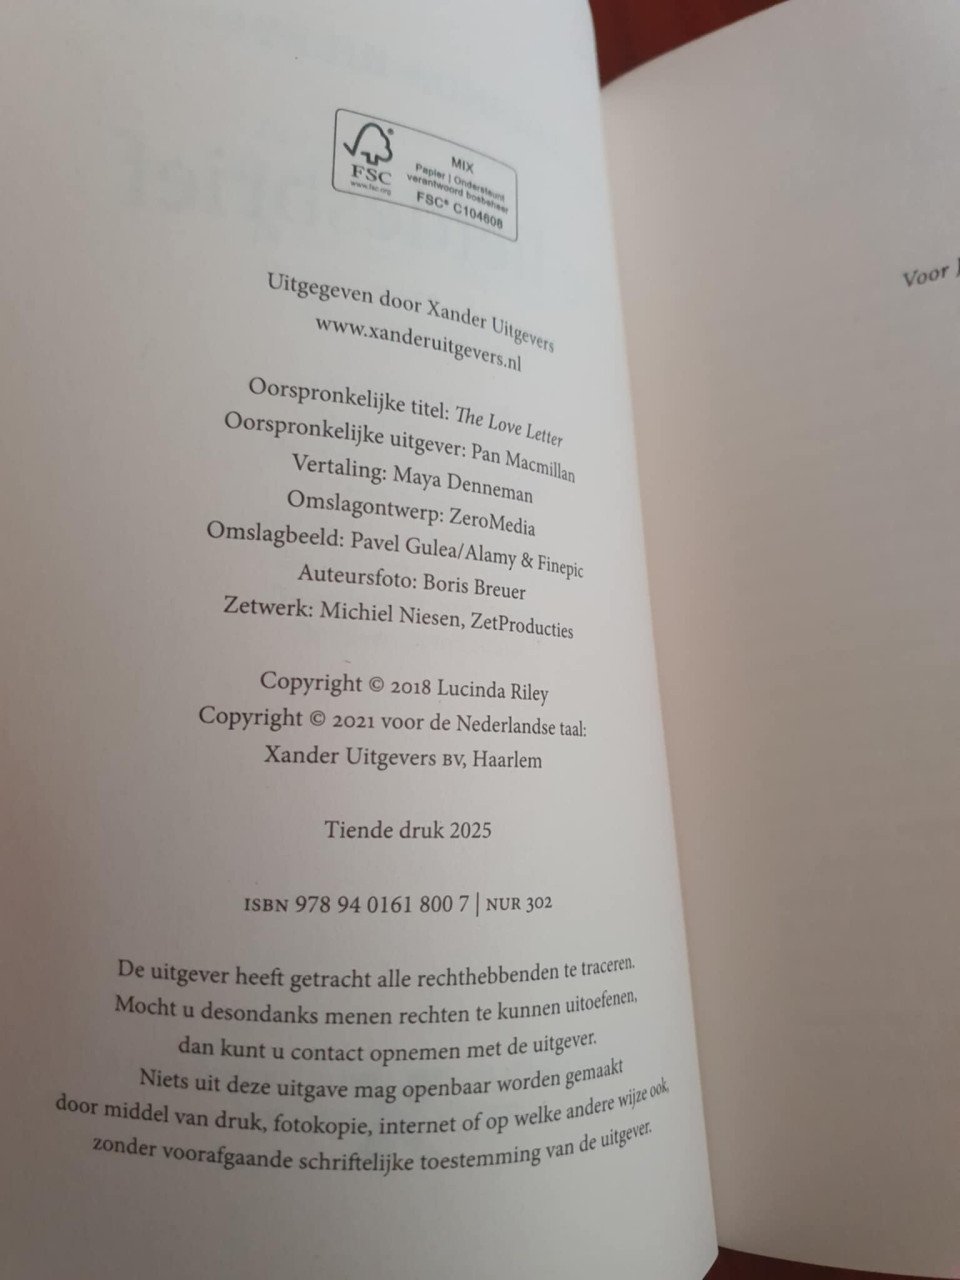 FSC
www.fsc.org
MIX
Papier | Ondersteunt
verantwoord bosbeheer
FSC® C104608
Uitgegeven door Xander Uitgevers
www.xanderuitgevers.nl
Oorspronkelijke titel: The Love Letter
Oorspronkelijke uitgever: Pan Macmillan
Vertaling: Maya Denneman
Omslagontwerp: ZeroMedia
Omslagbeeld: Pavel Gulea/Alamy & Finepic
Auteursfoto: Boris Breuer
Zetwerk: Michiel Niesen, ZetProducties
Copyright © 2018 Lucinda Riley
Copyright © 2021 voor de Nederlandse taal:
Xander Uitgevers BV, Haarlem
Tiende druk 2025
ISBN 978 94 0161 800 7 | NUR 302
De uitgever heeft getracht alle rechthebbenden te traceren.
Mocht u desondanks menen rechten te kunnen uitoefenen,
dan kunt u contact opnemen met de uitgever.
Niets uit deze uitgave mag openbaar worden gemaakt
door middel van druk, fotokopie, internet of op welke andere wijze ook,
zonder voorafgaande schriftelijke toestemming van de uitgever.
Voor